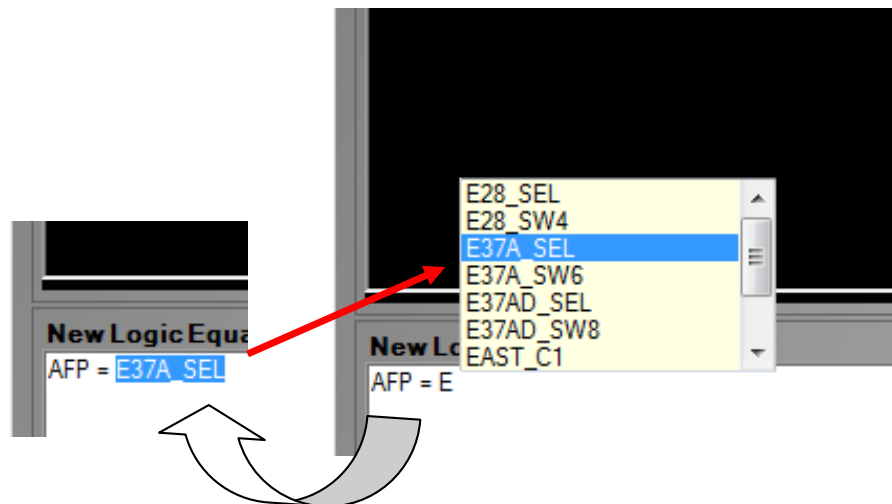 New Logic Equa
AFP = E37A_SEL
E28_SEL
E28_SW4
E37A_SEL
E37A_SW6
E37AD_SEL
E37AD_SW8
EAST_C1
New Lo
AFP = E